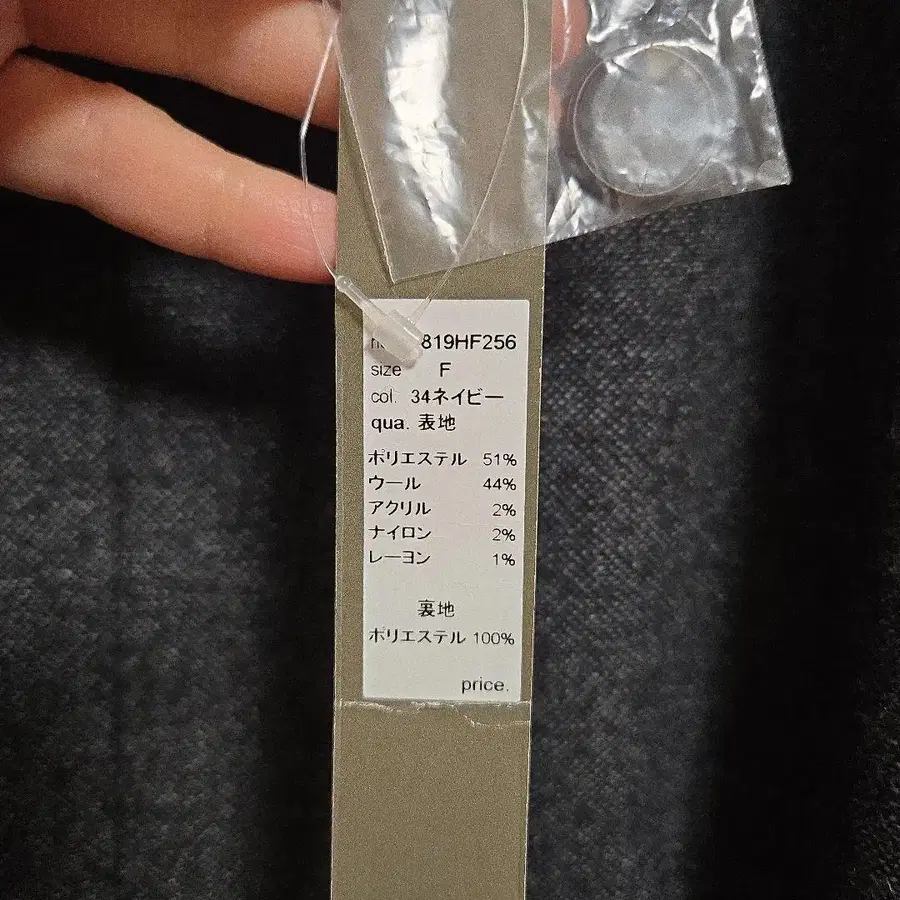 819HF256
size F
col. 34ネイビー
qua. 表地
ポリエステル 51%
ウール 44%
アクリル 2%
ナイロン 2%
レーヨン 1%
裏地
ポリエステル 100%
price.